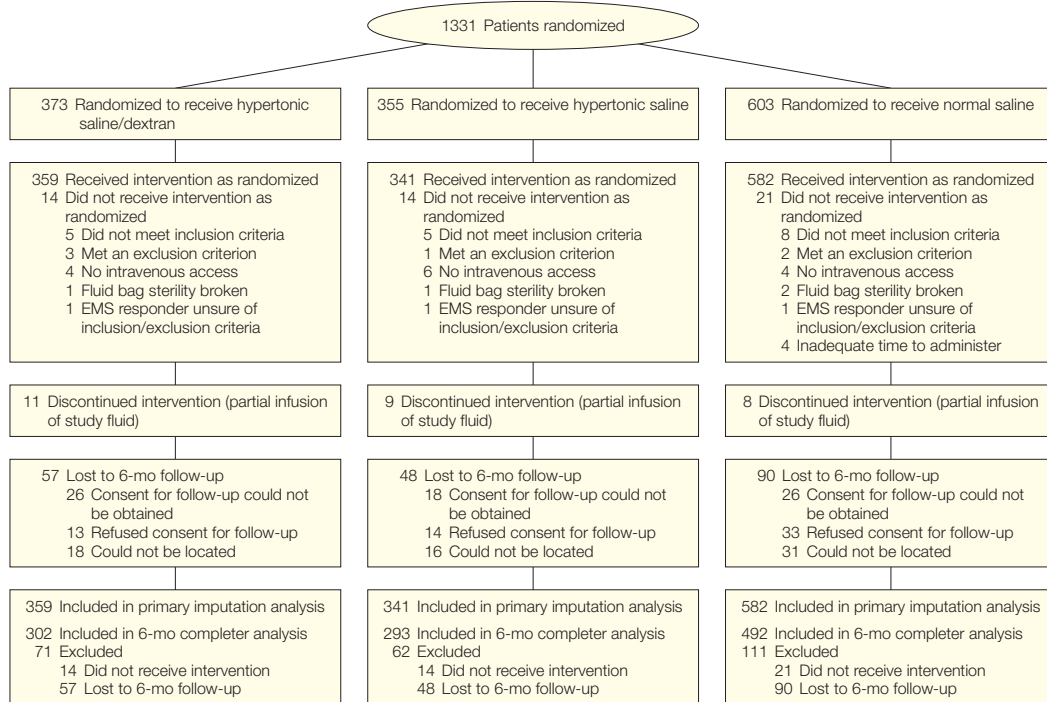 1331 Patients randomized
373 Randomized to receive hypertonic
saline/dextran
355 Randomized to receive hypertonic saline
603 Randomized to receive normal saline
359 Received intervention as randomized
14 Did not receive intervention as
randomized
5 Did not meet inclusion criteria
3 Met an exclusion criterion
4 No intravenous access
1 Fluid bag sterility broken
1 EMS responder unsure of
inclusion/exclusion criteria
341 Received intervention as randomized
14 Did not receive intervention as
randomized
5 Did not meet inclusion criteria
1 Met an exclusion criterion
6 No intravenous access
1 Fluid bag sterility broken
1 EMS responder unsure of
inclusion/exclusion criteria
582 Received intervention as randomized
21 Did not receive intervention as
randomized
8 Did not meet inclusion criteria
2 Met an exclusion criterion
4 No intravenous access
2 Fluid bag sterility broken
1 EMS responder unsure of
inclusion/exclusion criteria
4 Inadequate time to administer
11 Discontinued intervention (partial infusion
of study fluid)
9 Discontinued intervention (partial infusion
of study fluid)
8 Discontinued intervention (partial infusion
of study fluid)
57 Lost to 6-mo follow-up
26 Consent for follow-up could not
be obtained
13 Refused consent for follow-up
18 Could not be located
48 Lost to 6-mo follow-up
18 Consent for follow-up could not
be obtained
14 Refused consent for follow-up
16 Could not be located
90 Lost to 6-mo follow-up
26 Consent for follow-up could not
be obtained
33 Refused consent for follow-up
31 Could not be located
359 Included in primary imputation analysis
302 Included in 6-mo completer analysis
71 Excluded
14 Did not receive intervention
57 Lost to 6-mo follow-up
341 Included in primary imputation analysis
293 Included in 6-mo completer analysis
62 Excluded
14 Did not receive intervention
48 Lost to 6-mo follow-up
582 Included in primary imputation analysis
492 Included in 6-mo completer analysis
111 Excluded
21 Did not receive intervention
90 Lost to 6-mo follow-up